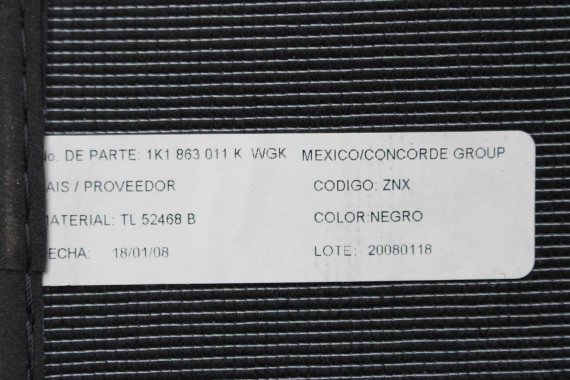 No. DE PARTE: 1K1 863 011 K WGK MEXICO/CONCORDE GROUP
AIS / PROVEEDOR CODIGO: ZNX
MATERIAL: TL 52468 B COLOR:NEGRO
ECHA: 18/01/08 LOTE: 20080118